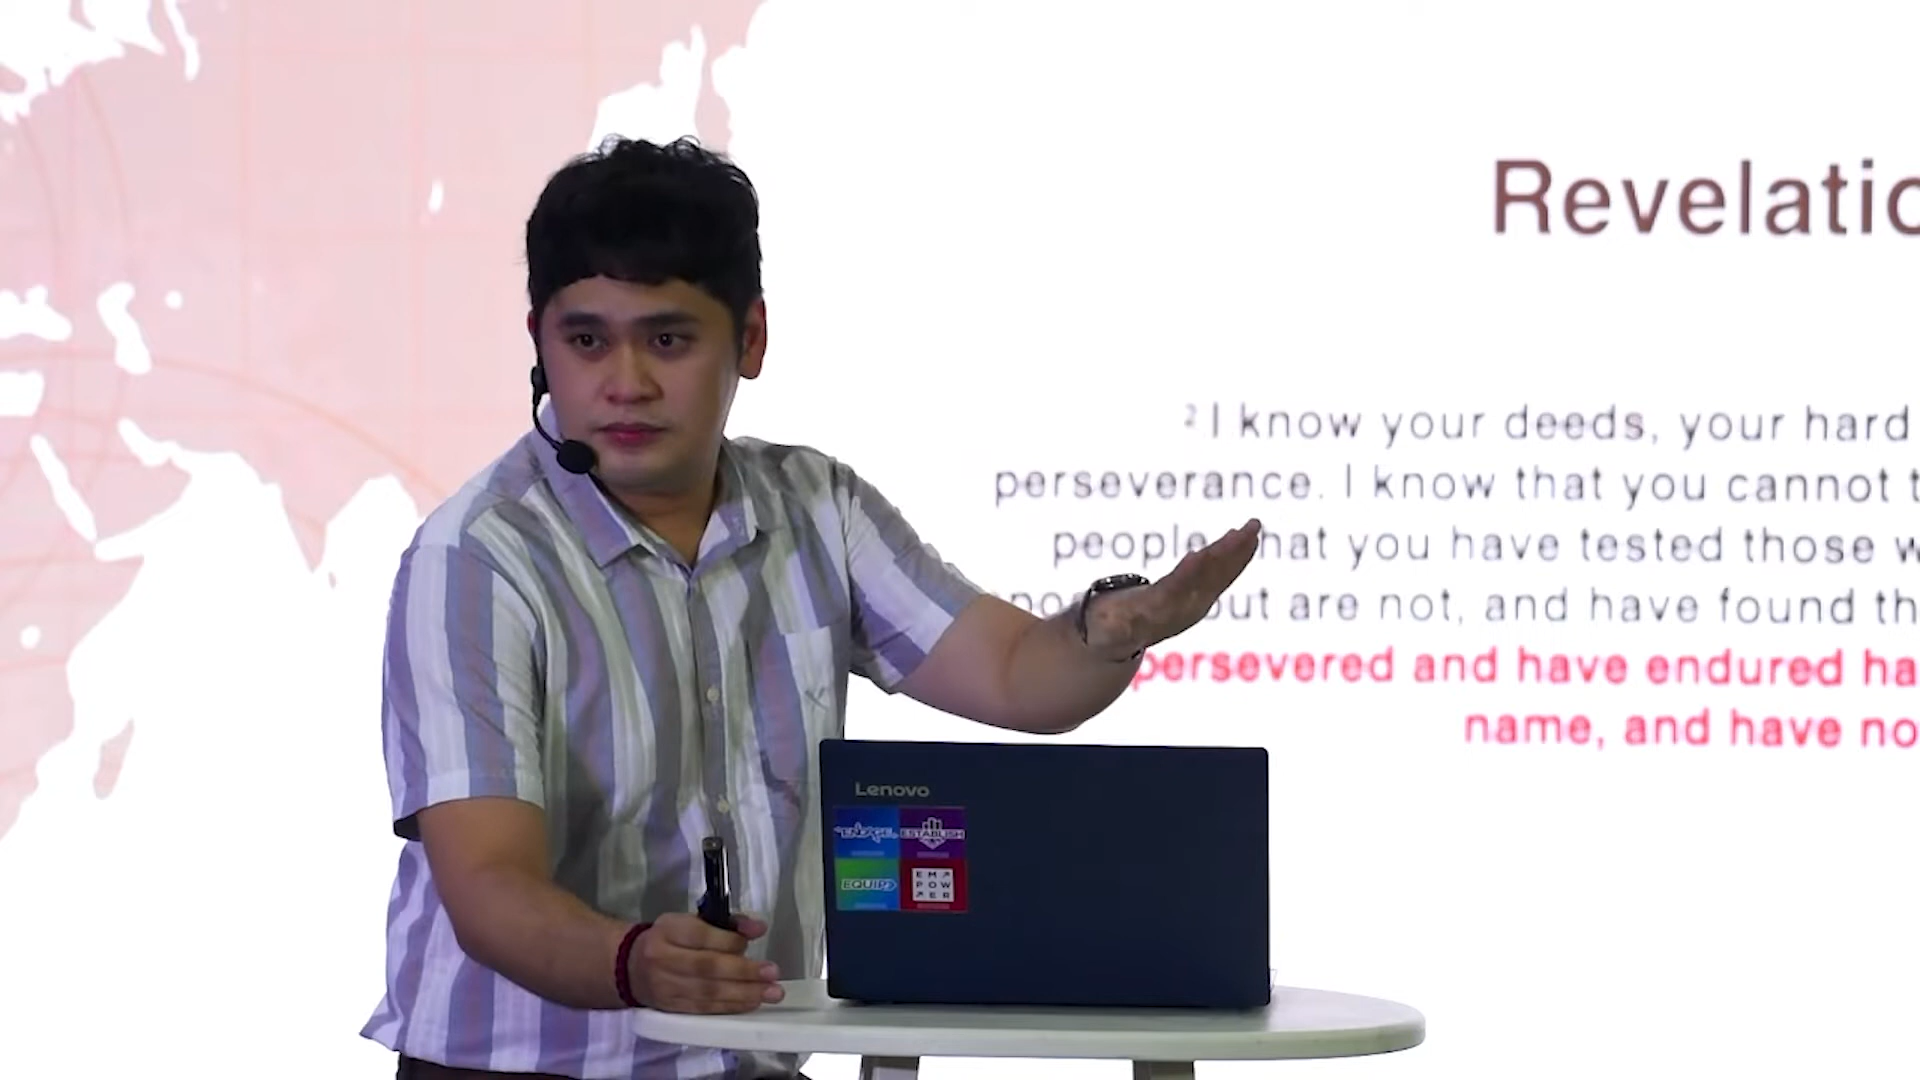 Revelatio
2 I know your deeds, your hard
perseverance. I know that you cannot t
people that you have tested those w
but are not, and have found th
persevered and have endured ha
name, and have no
Lenovo
ENGAGE
ESTABLISH
EQUIP
EM
POW
ER